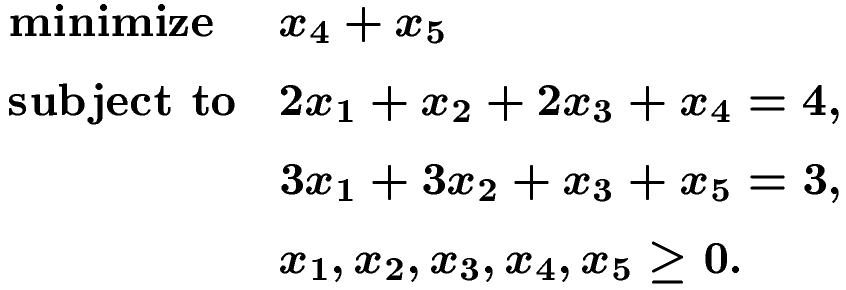 minimize x₄ + x₅
subject to 2x₁ + x₂ + 2x₃ + x₄ = 4,
3x₁ + 3x₂ + x₃ + x₅ = 3,
x₁, x₂, x₃, x₄, x₅ ≥ 0.